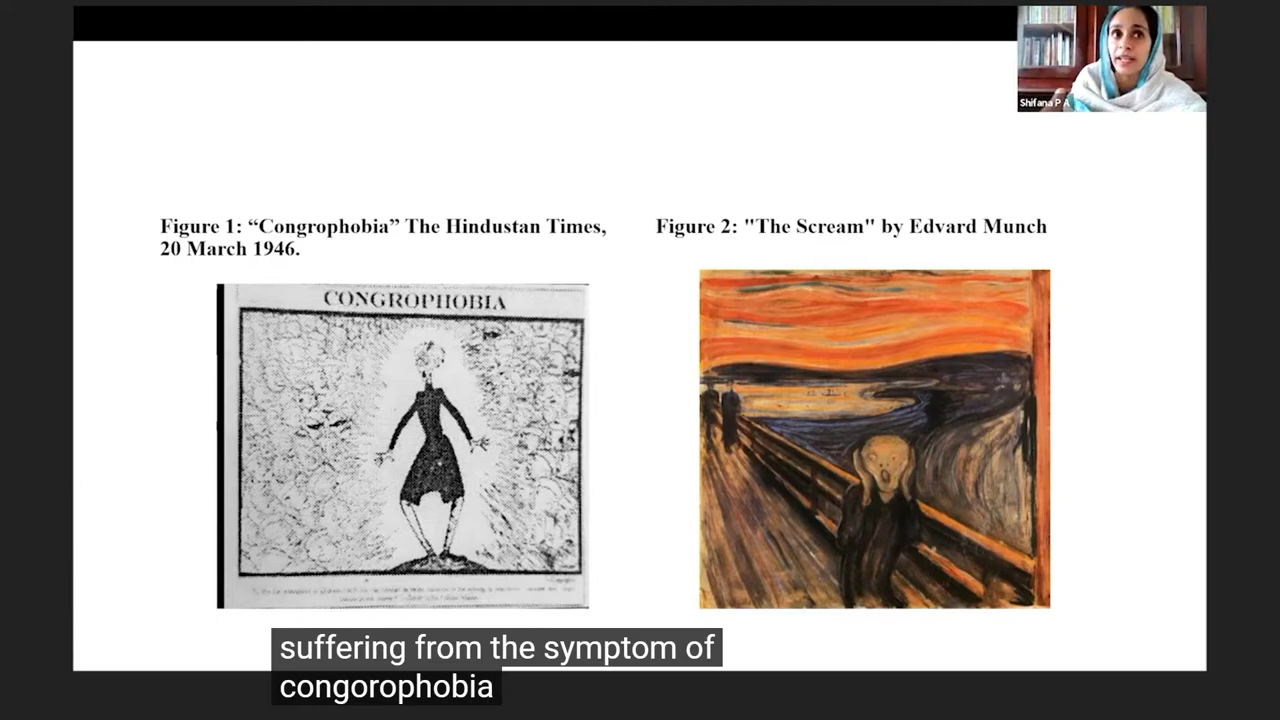 Shifana P A
Figure 1: “Congrophobia” The Hindustan Times,
20 March 1946.
Figure 2: "The Scream" by Edvard Munch
CONGROPHOBIA
suffering from the symptom of
congorophobia